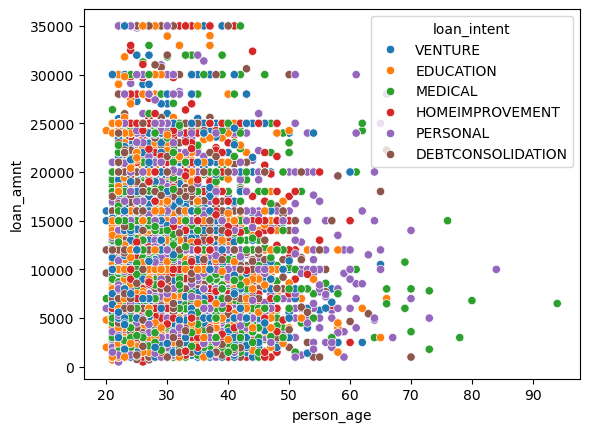 loan_intent
VENTURE
EDUCATION
MEDICAL
HOMEIMPROVEMENT
PERSONAL
DEBTCONSOLIDATION
35000
30000
25000
20000
15000
10000
5000
0
loan_amnt
20 30 40 50 60 70 80 90
person_age